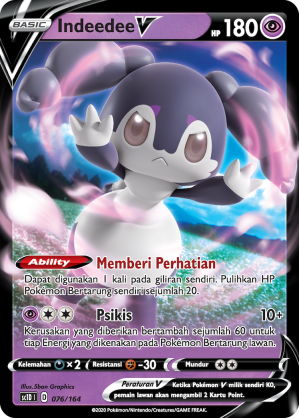 BASIC Indeedee V HP 180
Ability Memberi Perhatian
Dapat digunakan 1 kali pada giliran sendiri. Pulihkan HP
Pokémon Bertarung sendiri sejumlah 20.
Psikis 10+
Kerusakan yang diberikan bertambah sejumlah 60 untuk
tiap Energi yang dikenakan pada Pokémon Bertarung lawan.
Kelemahan ×2 Resistansi -30 Mundur
Illus. 5ban Graphics
sc1D I D 076/164
Peraturan V Ketika Pokémon V milik sendiri KO,
pemain lawan akan mengambil 2 Kartu Point.
©2020 Pokémon/Nintendo/Creatures/GAME FREAK.